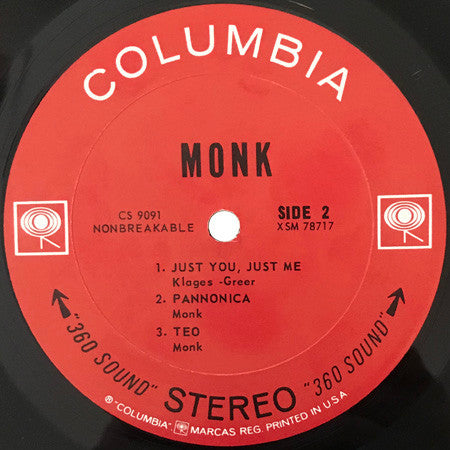 COLUMBIA
MONK
CS 9091
NONBREAKABLE
SIDE 2
XSM 78717
1. JUST YOU, JUST ME
Klages -Greer
2. PANNONICA
Monk
3. TEO
Monk
"360 SOUND" STEREO "360 SOUND"
® "COLUMBIA", MARCAS REG. PRINTED IN U.S.A.